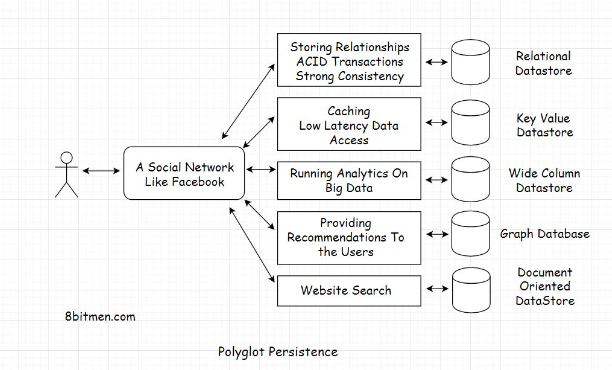 Storing Relationships
ACID Transactions
Strong Consistency
Relational
Datastore
Caching
Low Latency Data
Access
Key Value
Datastore
A Social Network
Like Facebook
Running Analytics On
Big Data
Wide Column
Datastore
Providing
Recommendations To
the Users
Graph Database
Website Search
Document
Oriented
DataStore
8bitmen.com
Polyglot Persistence